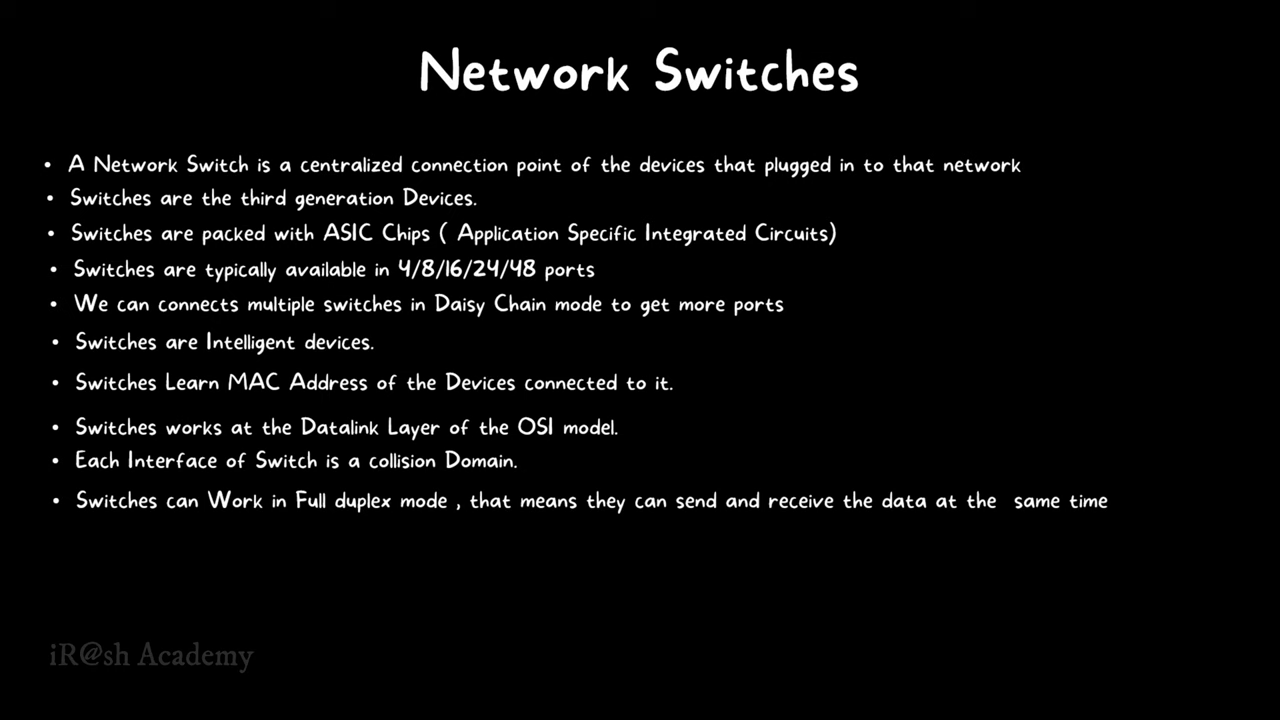 Network Switches
• A Network Switch is a centralized connection point of the devices that plugged in to that network
• Switches are the third generation Devices.
• Switches are packed with ASIC Chips ( Application Specific Integrated Circuits)
• Switches are typically available in 4/8/16/24/48 ports
• We can connects multiple switches in Daisy Chain mode to get more ports
• Switches are Intelligent devices.
• Switches Learn MAC Address of the Devices connected to it.
• Switches works at the Datalink Layer of the OSI model.
• Each Interface of Switch is a collision Domain.
• Switches can Work in Full duplex mode , that means they can send and receive the data at the same time
iR@sh Academy